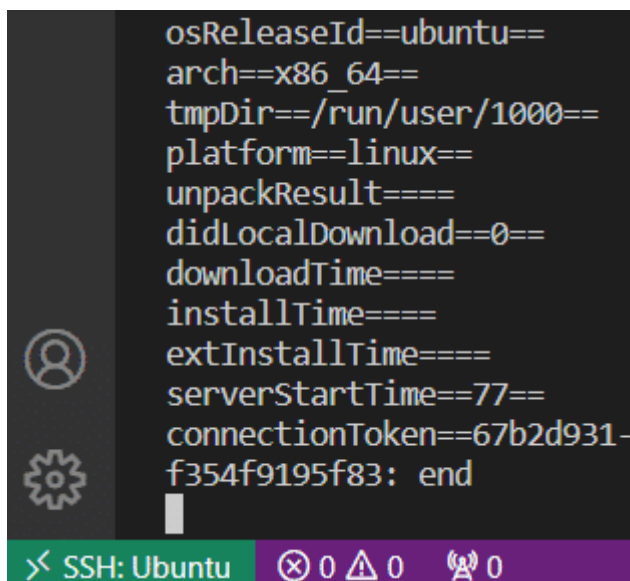 osReleaseId==ubuntu==
arch==x86_64==
tmpDir==/run/user/1000==
platform==linux==
unpackResult====
didLocalDownload==0==
downloadTime====
installTime====
extInstallTime====
serverStartTime==77==
connectionToken==67b2d931-
f354f9195f83: end
SSH: Ubuntu 0 0 0